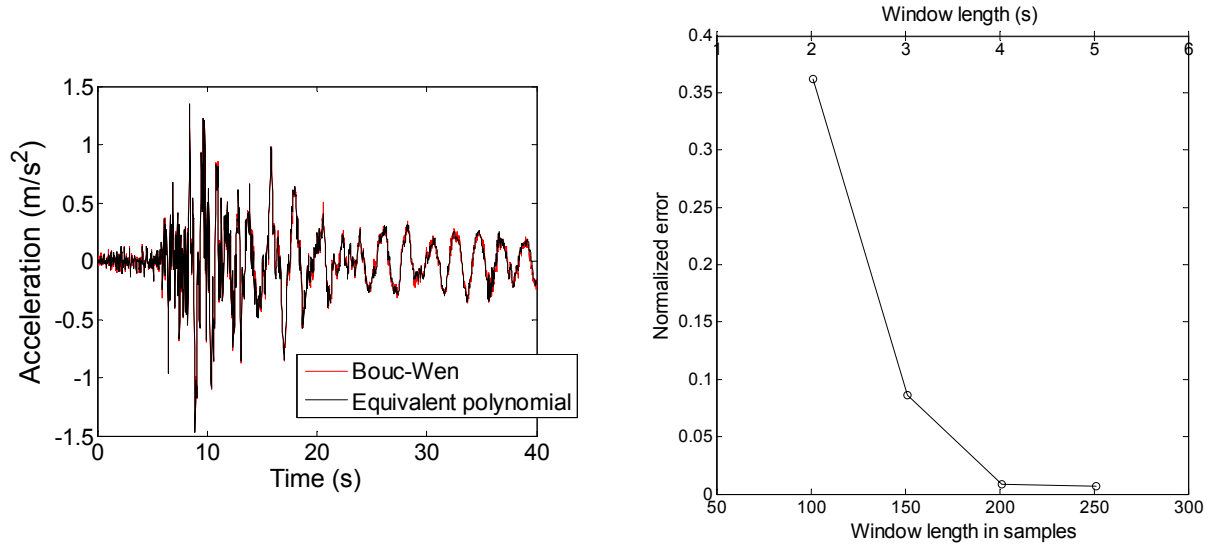 1.5
1
0.5
0
-0.5
-1
-1.5
Acceleration (m/s²)
Bouc-Wen
Equivalent polynomial
0 10 20 30 40
Time (s)
Window length (s)
1 2 3 4 5 6
0.4
0.35
0.3
0.25
0.2
0.15
0.1
0.05
0
Normalized error
50 100 150 200 250 300
Window length in samples